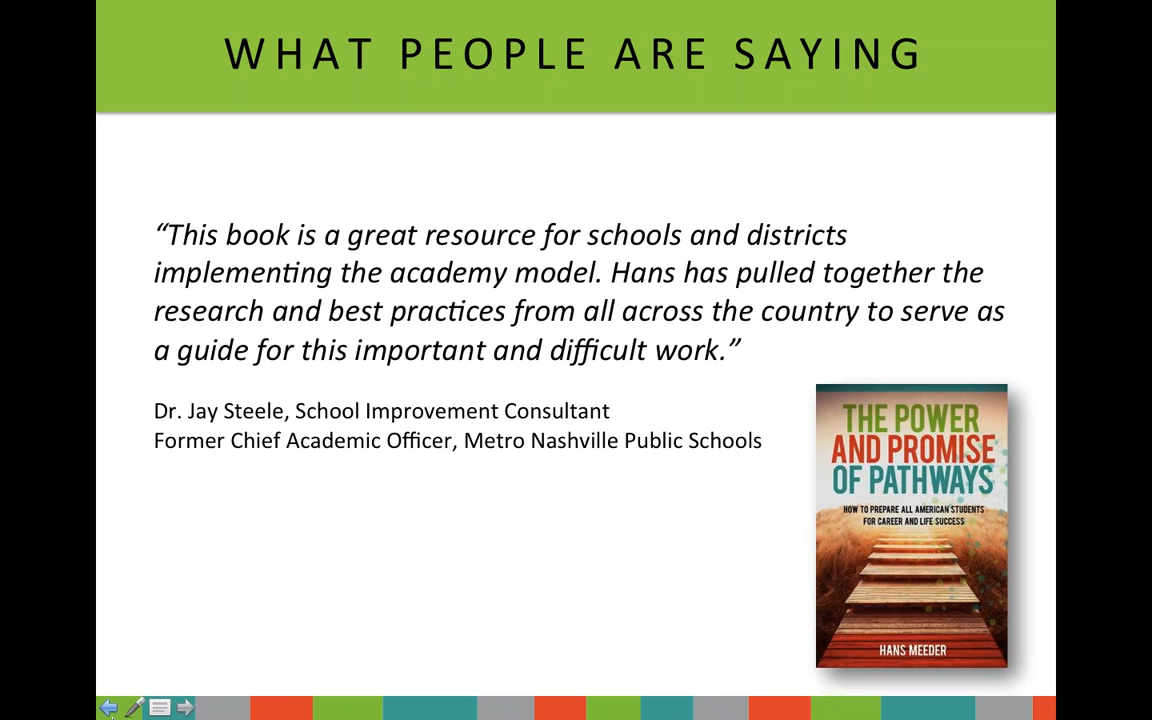 WHAT PEOPLE ARE SAYING
“This book is a great resource for schools and districts
implementing the academy model. Hans has pulled together the
research and best practices from all across the country to serve as
a guide for this important and difficult work.”
Dr. Jay Steele, School Improvement Consultant
Former Chief Academic Officer, Metro Nashville Public Schools
THE POWER
AND PROMISE
OF PATHWAYS
HOW TO PREPARE ALL AMERICAN STUDENTS
FOR CAREER AND LIFE SUCCESS
HANS MEEDER